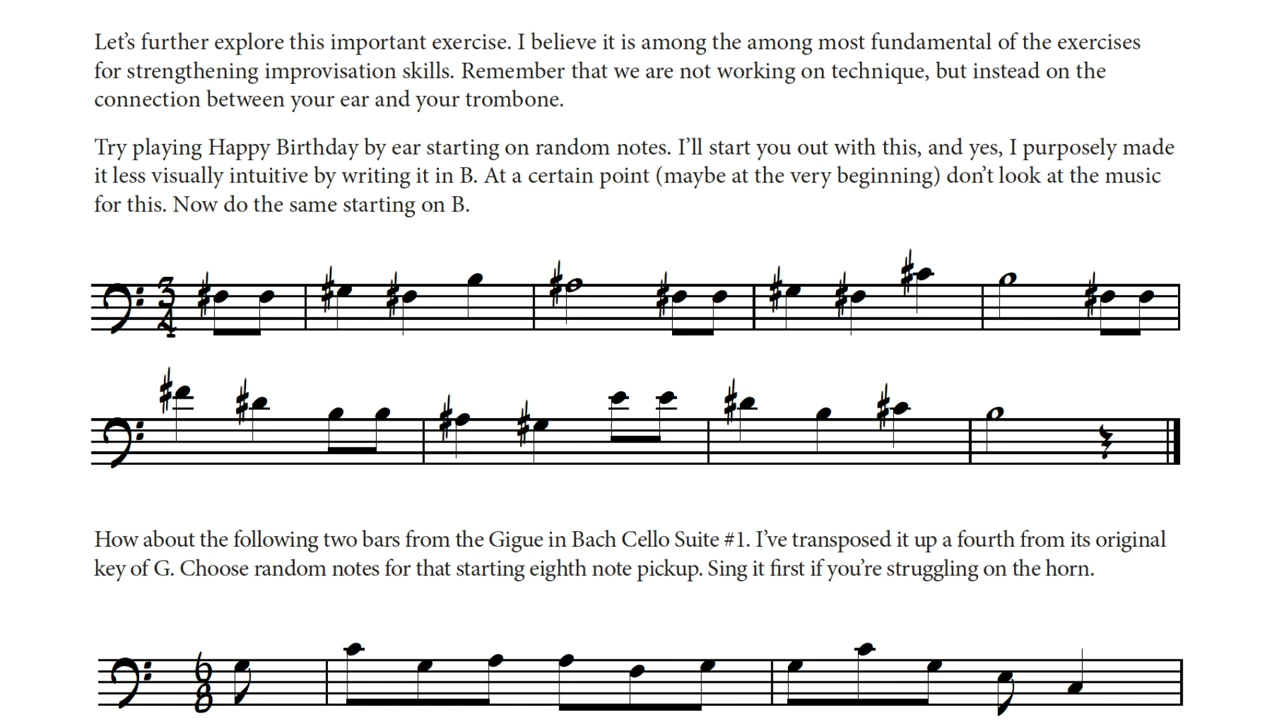 Let's further explore this important exercise. I believe it is among the among most fundamental of the exercises
for strengthening improvisation skills. Remember that we are not working on technique, but instead on the
connection between your ear and your trombone.
Try playing Happy Birthday by ear starting on random notes. I'll start you out with this, and yes, I purposely made
it less visually intuitive by writing it in B. At a certain point (maybe at the very beginning) don't look at the music
for this. Now do the same starting on B.
3
4
How about the following two bars from the Gigue in Bach Cello Suite #1. I've transposed it up a fourth from its original
key of G. Choose random notes for that starting eighth note pickup. Sing it first if you're struggling on the horn.
6
8